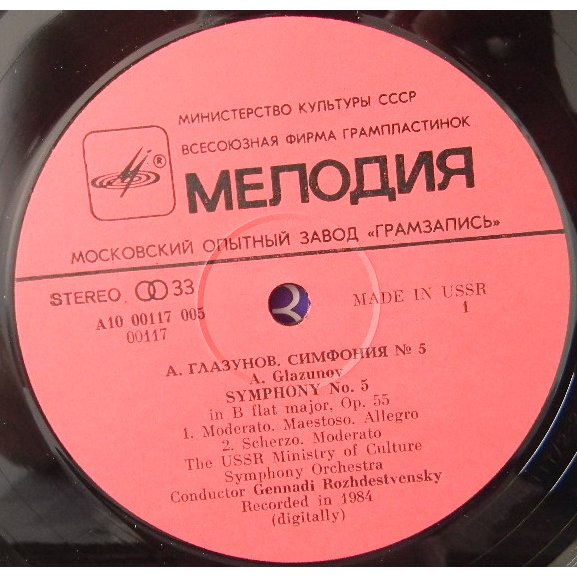 МИНИСТЕРСТВО КУЛЬТУРЫ СССР
ВСЕСОЮЗНАЯ ФИРМА ГРАМПЛАСТИНОК
®
МЕЛОДИЯ
МОСКОВСКИЙ ОПЫТНЫЙ ЗАВОД «ГРАМЗАПИСЬ»
STEREO 33
MADE IN USSR
А10 00117 005
1
00117
А. ГЛАЗУНОВ. СИМФОНИЯ № 5
A. Glazunov
SYMPHONY No. 5
in B flat major, Op. 55
1. Moderato. Maestoso. Allegro
2. Scherzo. Moderato
The USSR Ministry of Culture
Symphony Orchestra
Conductor Gennadi Rozhdestvensky
Recorded in 1984
(digitally)